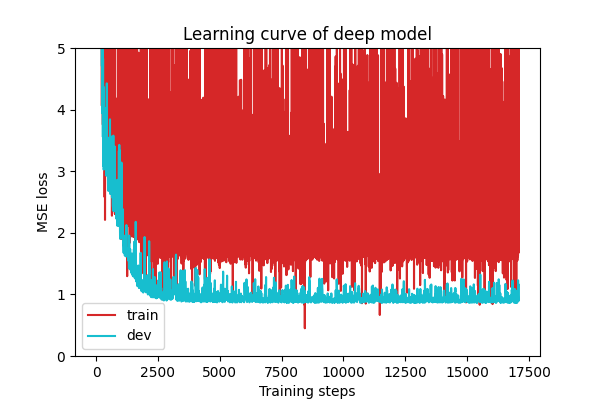 Learning curve of deep model
5
4
3
2
1
0
MSE loss
train
dev
0 2500 5000 7500 10000 12500 15000 17500
Training steps